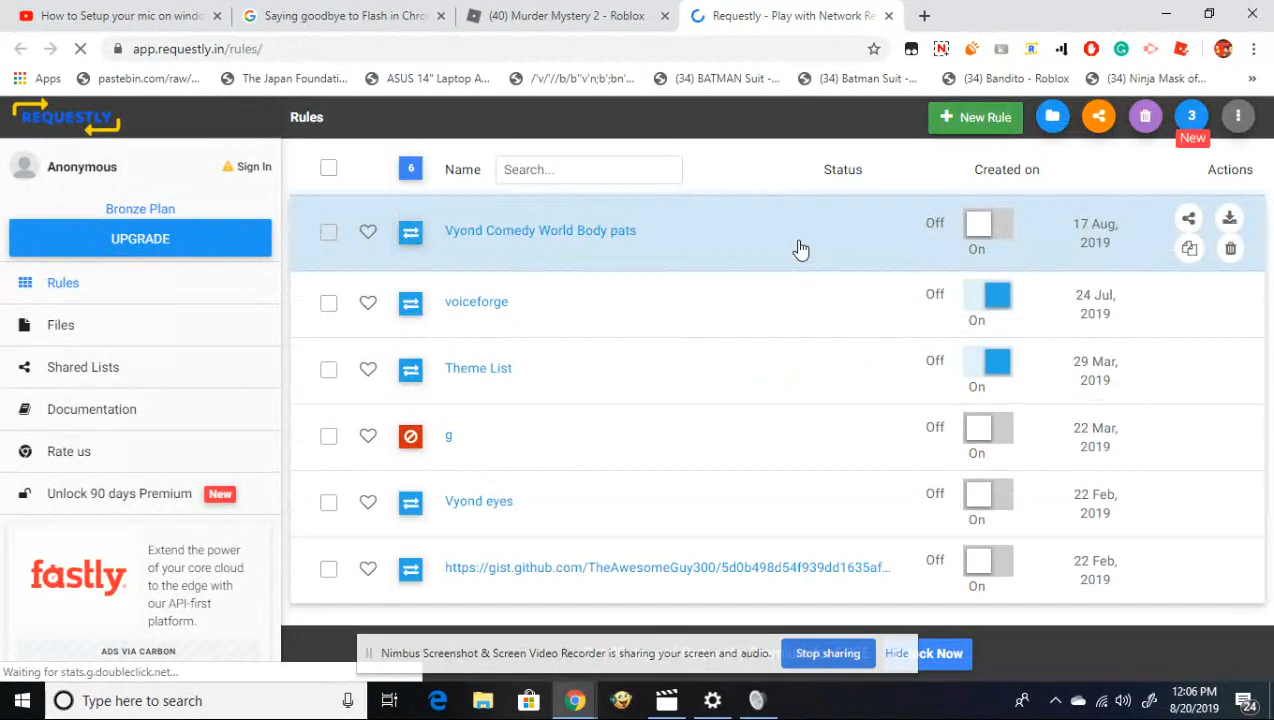 How to Setup your mic on windo
Saying goodbye to Flash in Chro
(40) Murder Mystery 2 - Roblox
Requestly - Play with Network Re
app.requestly.in/rules/
Apps
pastebin.com/raw/...
The Japan Foundati...
ASUS 14" Laptop A...
(34) BATMAN Suit -...
(34) Batman Suit -...
(34) Bandito - Roblox
(34) Ninja Mask of...
REQUESTLY
Rules
New Rule
3
New
Anonymous
Sign In
Bronze Plan
UPGRADE
Rules
Files
Shared Lists
Documentation
Rate us
Unlock 90 days Premium New
fastly
Extend the power
of your core cloud
to the edge with
our API-first
platform.
ADS VIA CARBON
6 Name Search... Status Created on Actions
Vyond Comedy World Body pats Off On 17 Aug, 2019
voiceforge Off On 24 Jul, 2019
Theme List Off On 29 Mar, 2019
g Off On 22 Mar, 2019
Vyond eyes Off On 22 Feb, 2019
https://gist.github.com/TheAwesomeGuy300/5d0b498d54f939dd1635af... Off On 22 Feb, 2019
Nimbus Screenshot & Screen Video Recorder is sharing your screen and audio.
Stop sharing
Hide
ck Now
Waiting for stats.g.doubleclick.net...
Type here to search
12:06 PM
8/20/2019
24